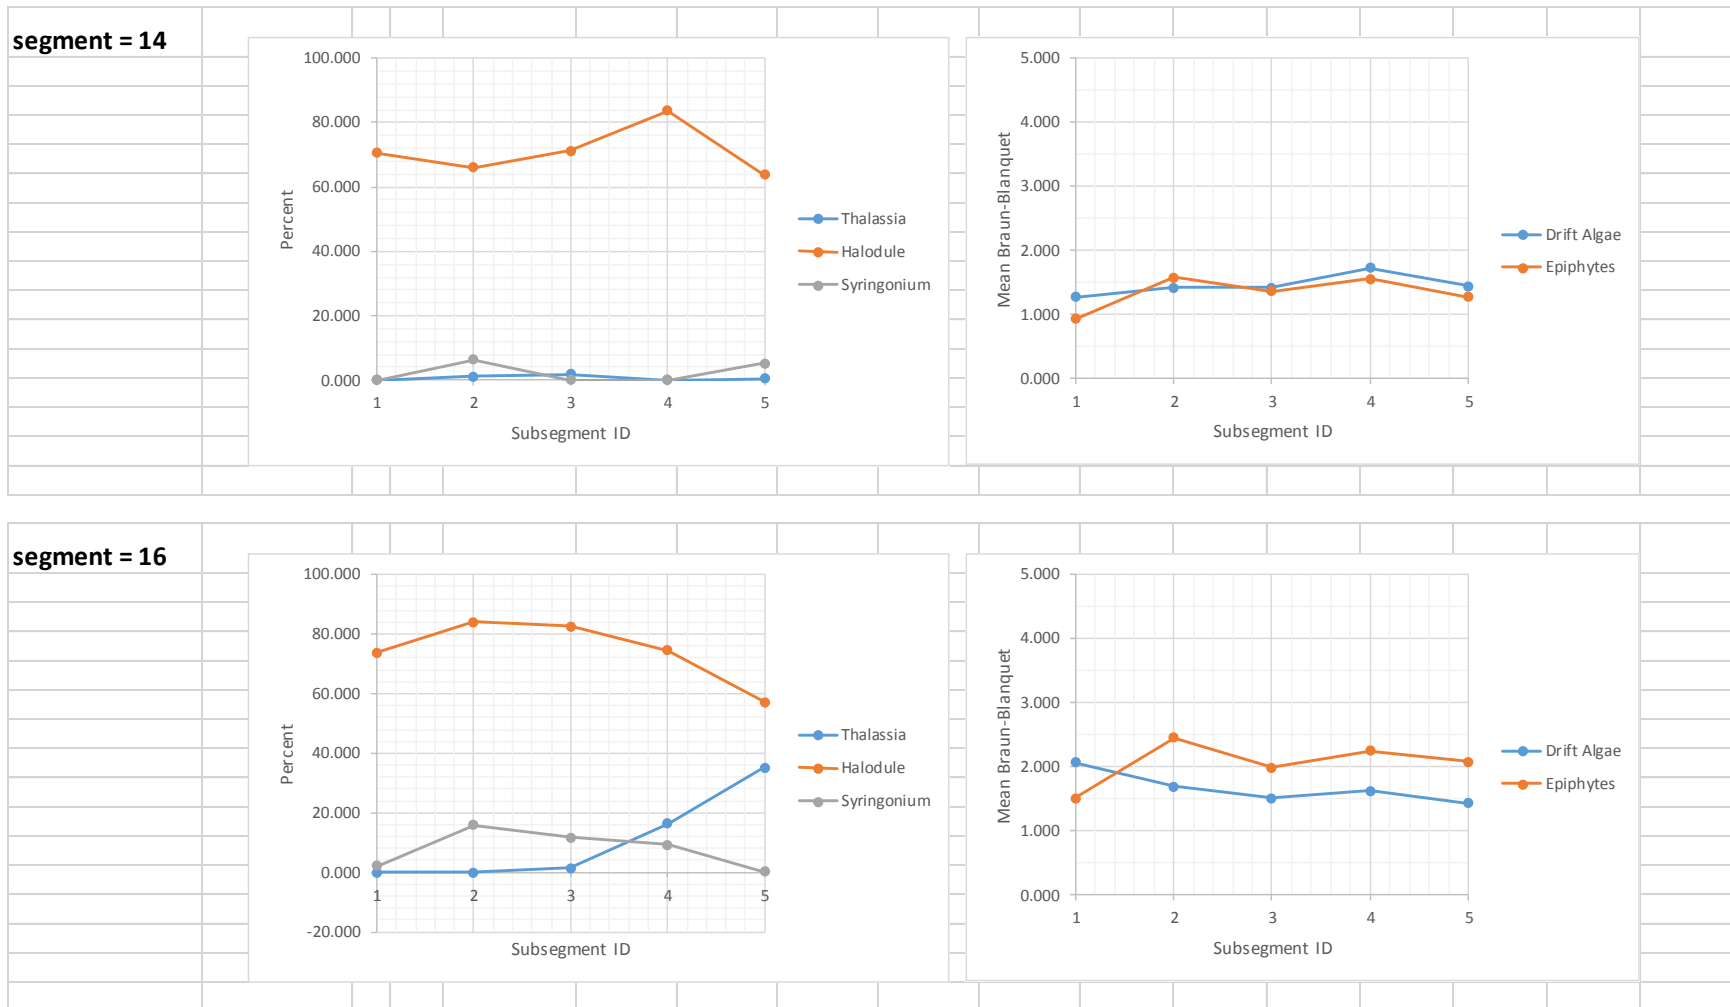 segment = 14
100.000
80.000
60.000
40.000
20.000
0.000
Percent
1 2 3 4 5
Subsegment ID
Thalassia
Halodule
Syringonium
5.000
4.000
3.000
2.000
1.000
0.000
Mean Braun-Blanquet
1 2 3 4 5
Subsegment ID
Drift Algae
Epiphytes
segment = 16
100.000
80.000
60.000
40.000
20.000
0.000
-20.000
Percent
1 2 3 4 5
Subsegment ID
Thalassia
Halodule
Syringonium
5.000
4.000
3.000
2.000
1.000
0.000
Mean Braun-Blanquet
1 2 3 4 5
Subsegment ID
Drift Algae
Epiphytes